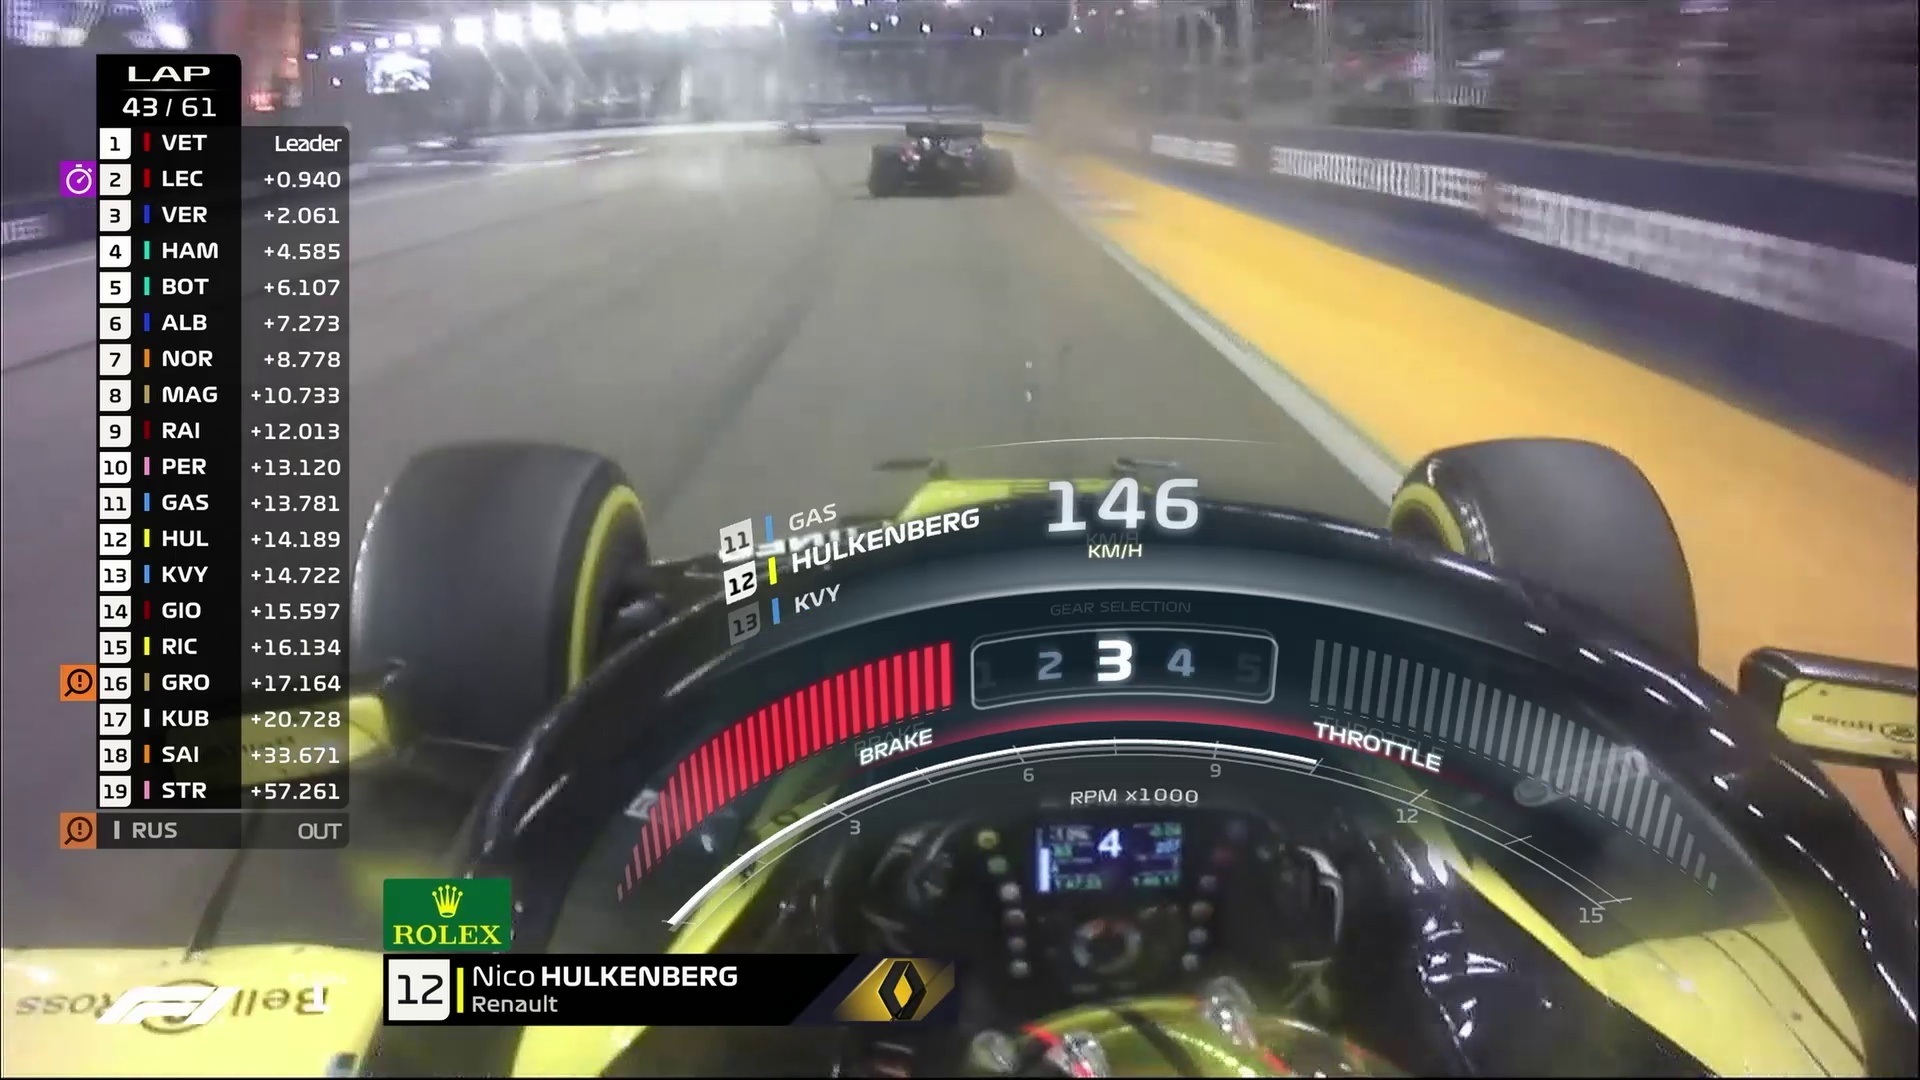 LAP
43 / 61
1 VET Leader
2 LEC +0.940
3 VER +2.061
4 HAM +4.585
5 BOT +6.107
6 ALB +7.273
7 NOR +8.778
8 MAG +10.733
9 RAI +12.013
10 PER +13.120
11 GAS +13.781
12 HUL +14.189
13 KVY +14.722
14 GIO +15.597
15 RIC +16.134
16 GRO +17.164
17 KUB +20.728
18 SAI +33.671
19 STR +57.261
RUS OUT
11 GAS
12 HULKENBERG
13 KVY
146
KM/H
GEAR SELECTION
1 2 3 4 5
BRAKE
THROTTLE
3 6 9 12 15
RPM x1000
4
ROLEX
12 Nico HULKENBERG
Renault
Bell & Ross